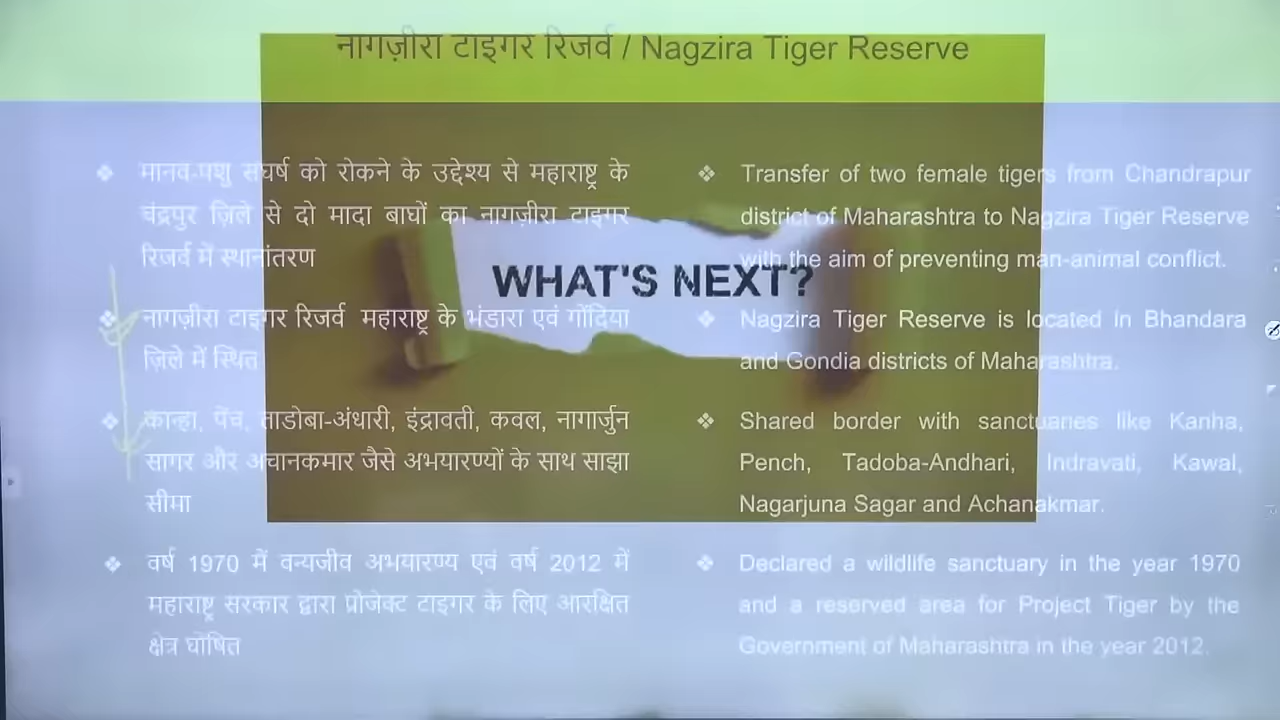 नागज़ीरा टाइगर रिजर्व / Nagzira Tiger Reserve
मानव-पशु संघर्ष को रोकने के उद्देश्य से महाराष्ट्र के
चंद्रपुर ज़िले से दो मादा बाघों का नागज़ीरा टाइगर
रिजर्व में स्थानांतरण
नागज़ीरा टाइगर रिजर्व महाराष्ट्र के भंडारा एवं गोंदिया
ज़िले में स्थित
कान्हा, पेंच, ताडोबा-अंधारी, इंद्रावती, कवल, नागार्जुन
सागर और अचानकमार जैसे अभयारण्यों के साथ साझा
सीमा
वर्ष 1970 में वन्यजीव अभयारण्य एवं वर्ष 2012 में
महाराष्ट्र सरकार द्वारा प्रोजेक्ट टाइगर के लिए आरक्षित
क्षेत्र घोषित
WHAT'S NEXT?
Transfer of two female tigers from Chandrapur
district of Maharashtra to Nagzira Tiger Reserve
with the aim of preventing man-animal conflict.
Nagzira Tiger Reserve is located in Bhandara
and Gondia districts of Maharashtra.
Shared border with sanctuaries like Kanha,
Pench, Tadoba-Andhari, Indravati, Kawal,
Nagarjuna Sagar and Achanakmar.
Declared a wildlife sanctuary in the year 1970
and a reserved area for Project Tiger by the
Government of Maharashtra in the year 2012.